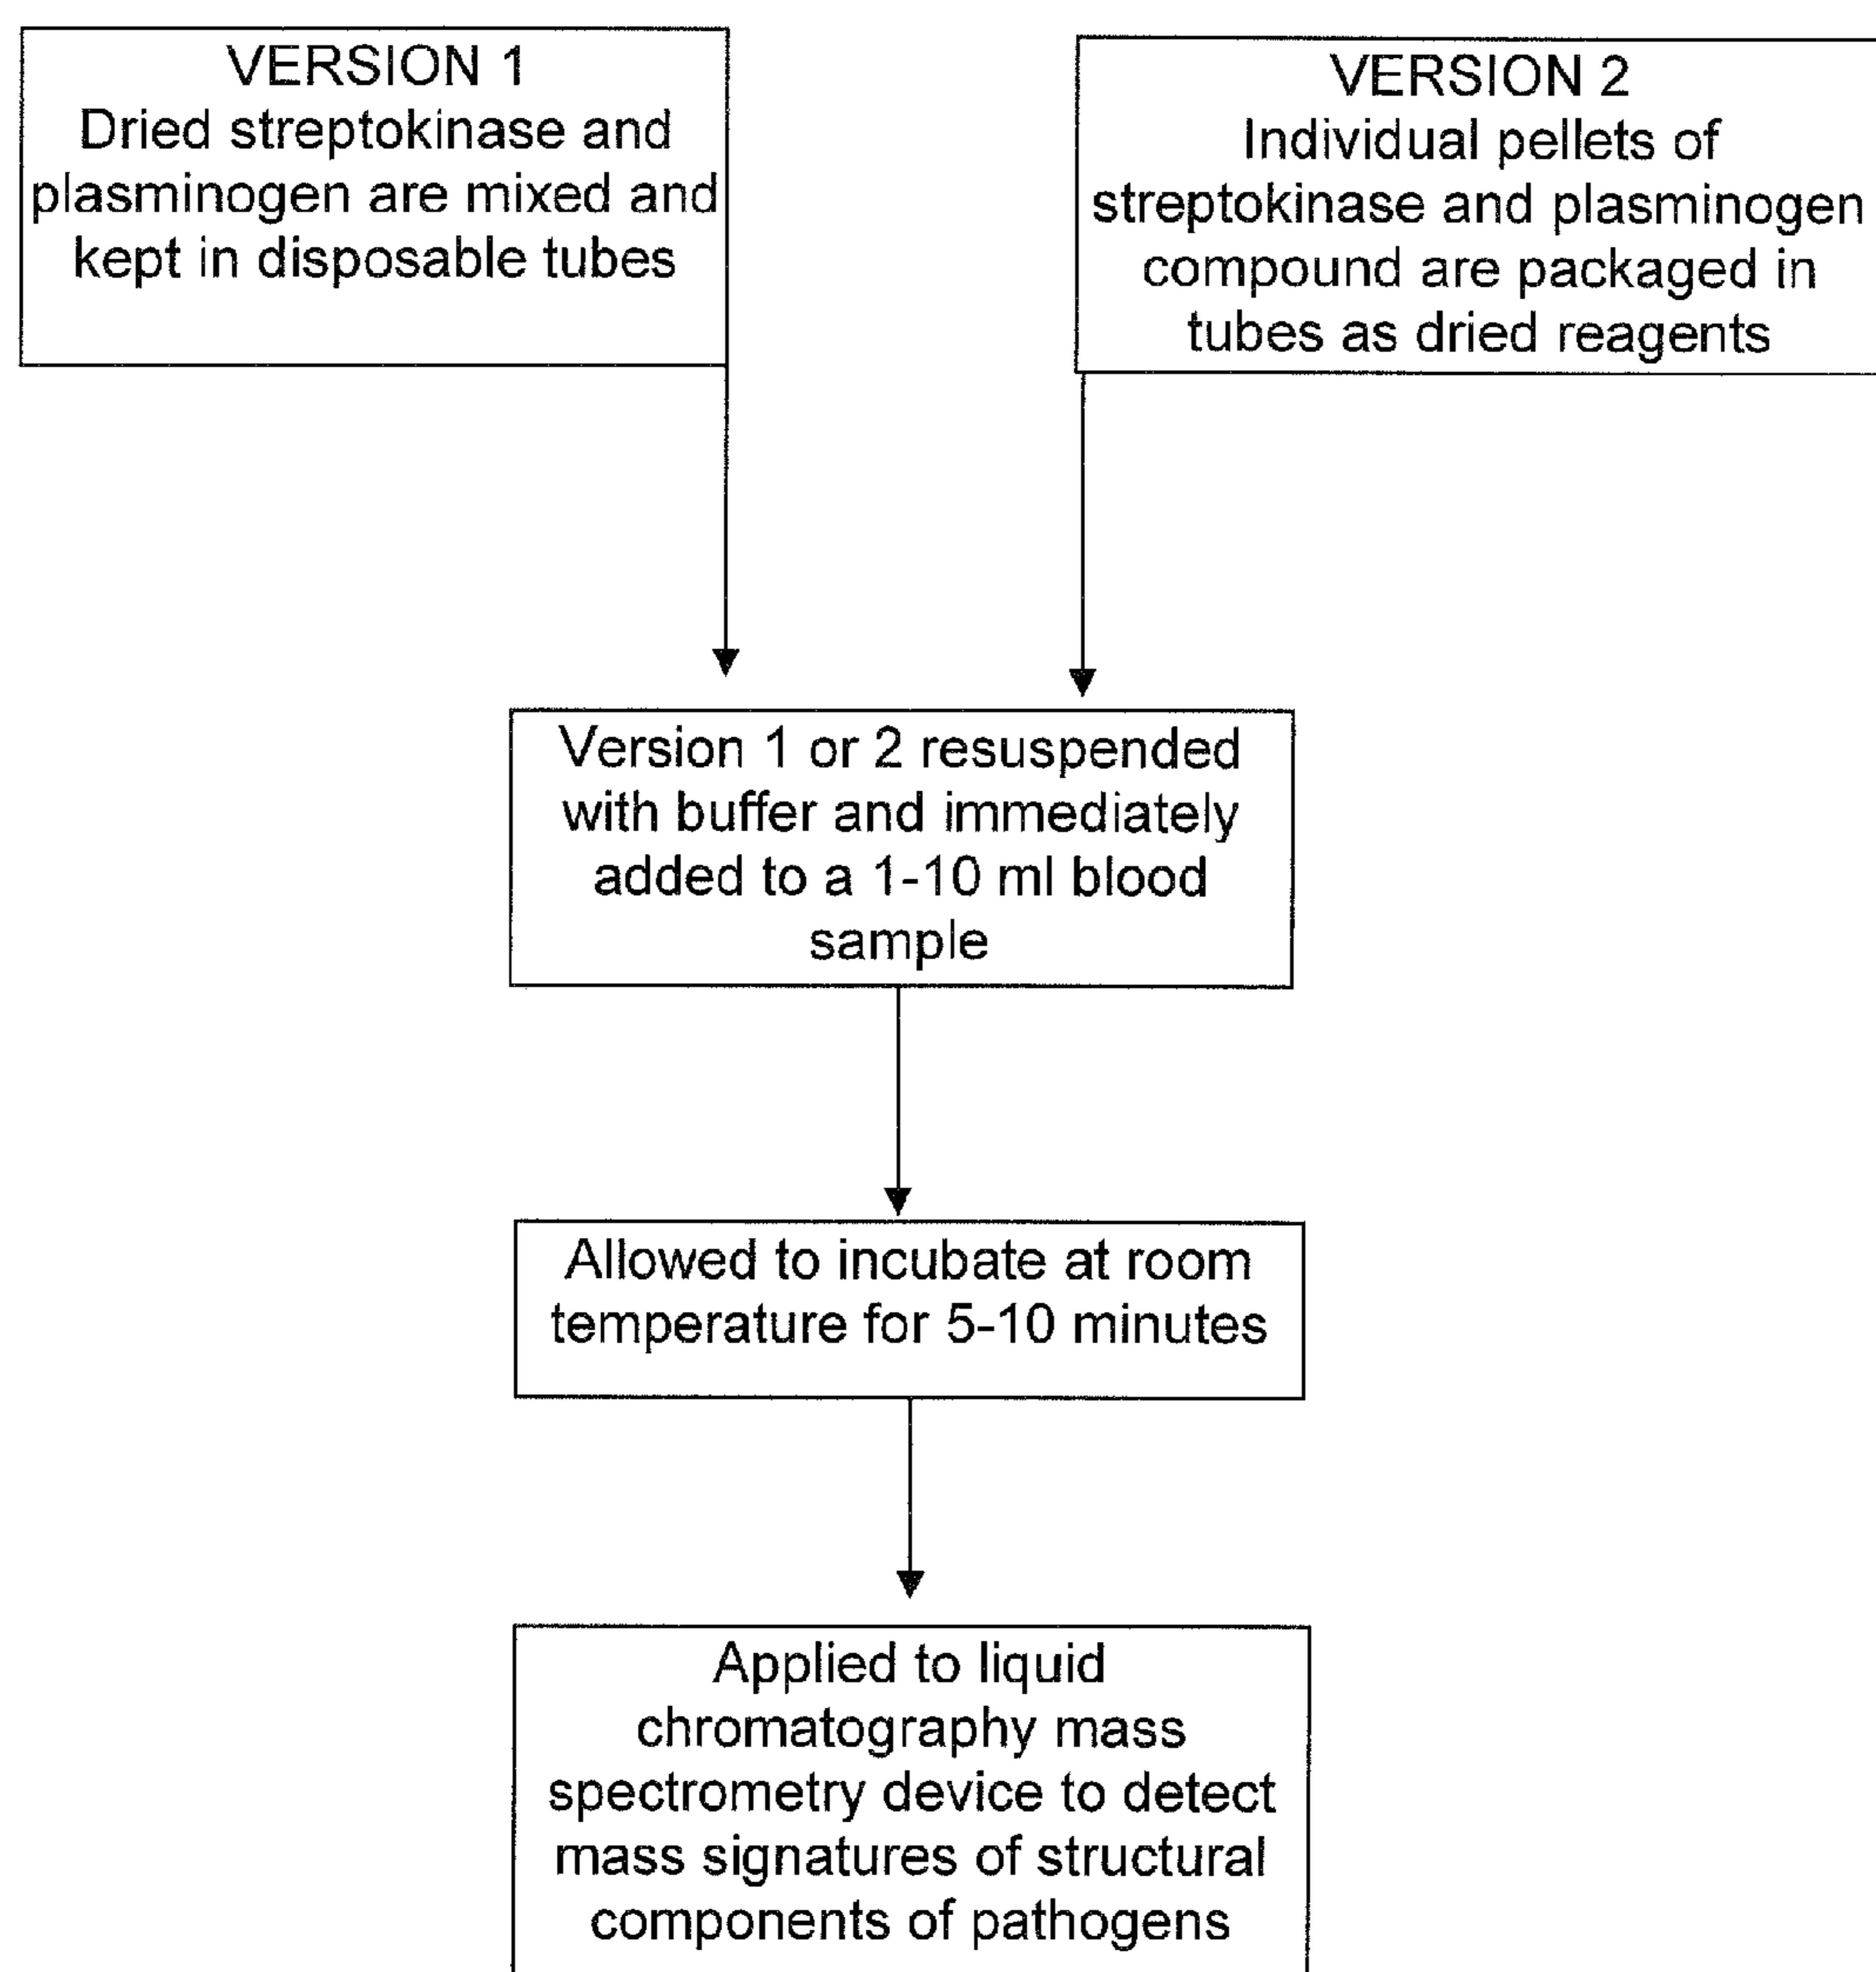 VERSION 1
Dried streptokinase and
plasminogen are mixed and
kept in disposable tubes
VERSION 2
Individual pellets of
streptokinase and plasminogen
compound are packaged in
tubes as dried reagents
Version 1 or 2 resuspended
with buffer and immediately
added to a 1-10 ml blood
sample
Allowed to incubate at room
temperature for 5-10 minutes
Applied to liquid
chromatography mass
spectrometry device to detect
mass signatures of structural
components of pathogens